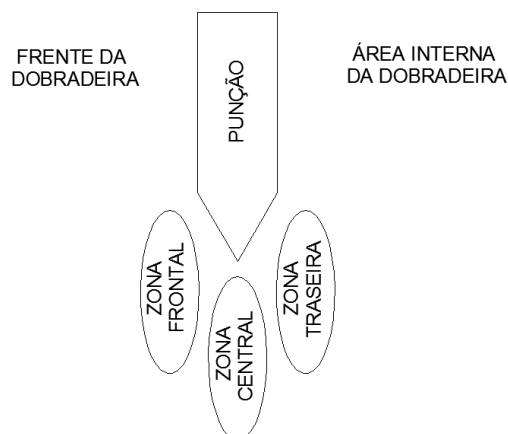 FRENTE DA
DOBRADEIRA
PUNÇÃO
ÁREA INTERNA
DA DOBRADEIRA
ZONA
FRONTAL
ZONA
CENTRAL
ZONA
TRASEIRA